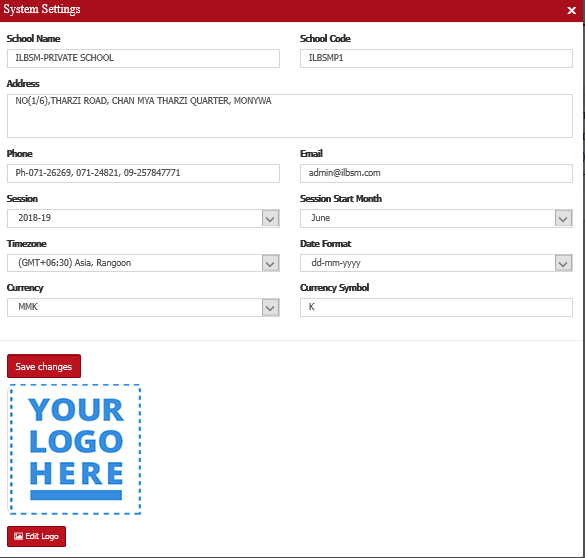 System Settings
School Name
School Code
ILBSM-PRIVATE SCHOOL
ILBSMP1
Address
NO(1/6),THARZI ROAD, CHAN MYA THARZI QUARTER, MONYWA
Phone
Email
Ph-071-26269, 071-24821, 09-257847771
admin@ilbsm.com
Session
Session Start Month
2018-19
June
Timezone
Date Format
(GMT+06:30) Asia, Rangoon
dd-mm-yyyy
Currency
Currency Symbol
MMK
K
Save changes
YOUR
LOGO
HERE
Edit Logo